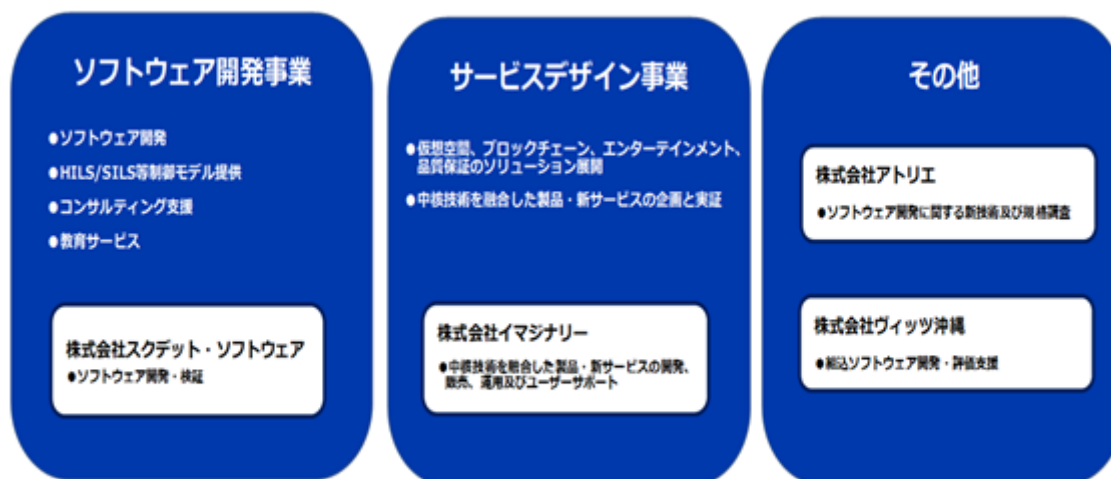 ソフトウェア開発事業
●ソフトウェア開発
●HILS/SILS等制御モデル提供
●コンサルティング支援
●教育サービス
株式会社スクデット・ソフトウェア
●ソフトウェア開発・検証
サービスデザイン事業
●仮想空間、ブロックチェーン、エンターテインメント、
品質保証のソリューション展開
●中核技術を融合した製品・新サービスの企画と実証
株式会社イマジナリー
●中核技術を融合した製品・新サービスの開発、
販売、運用及びユーザーサポート
その他
株式会社アトリエ
●ソフトウェア開発に関する新技術及び規格調査
株式会社ヴィッツ沖縄
●組込ソフトウェア開発・評価支援